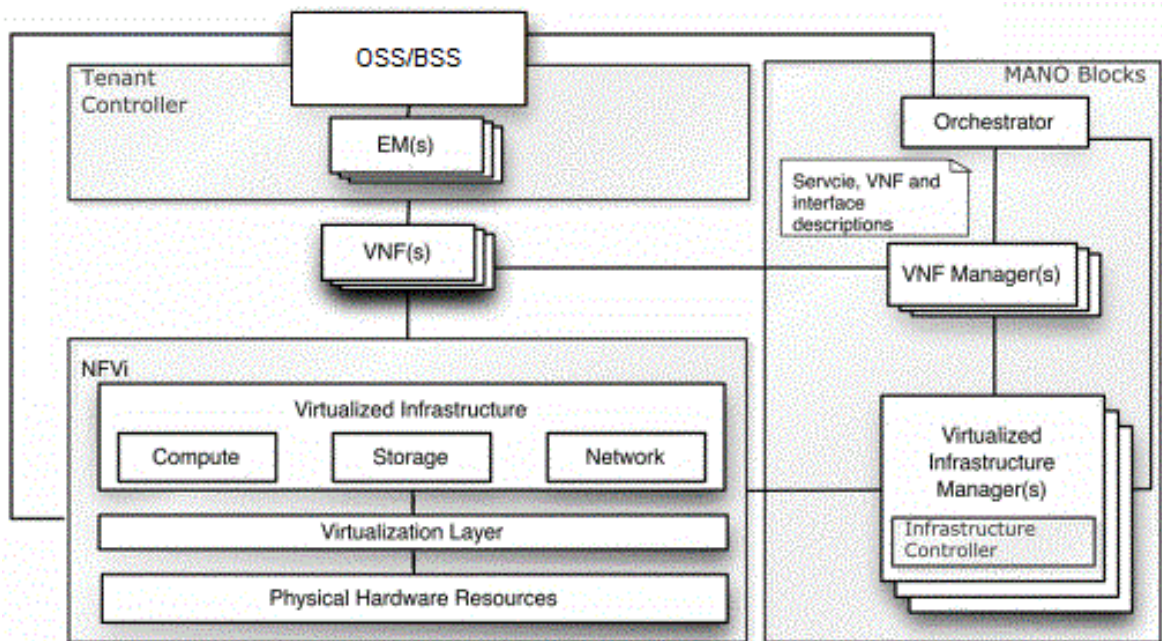 OSS/BSS
Tenant
Controller
EM(s)
VNF(s)
NFVi
Virtualized Infrastructure
Compute
Storage
Network
Virtualization Layer
Physical Hardware Resources
MANO Blocks
Orchestrator
Servcie, VNF and
interface
descriptions
VNF Manager(s)
Virtualized
Infrastructure
Manager(s)
Infrastructure
Controller